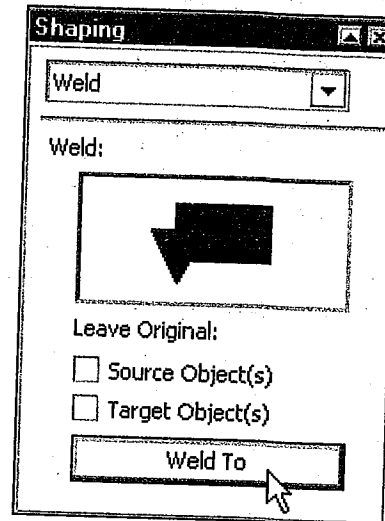 Shaping
Weld
Weld:
Leave Original:
Source Object(s)
Target Object(s)
Weld To